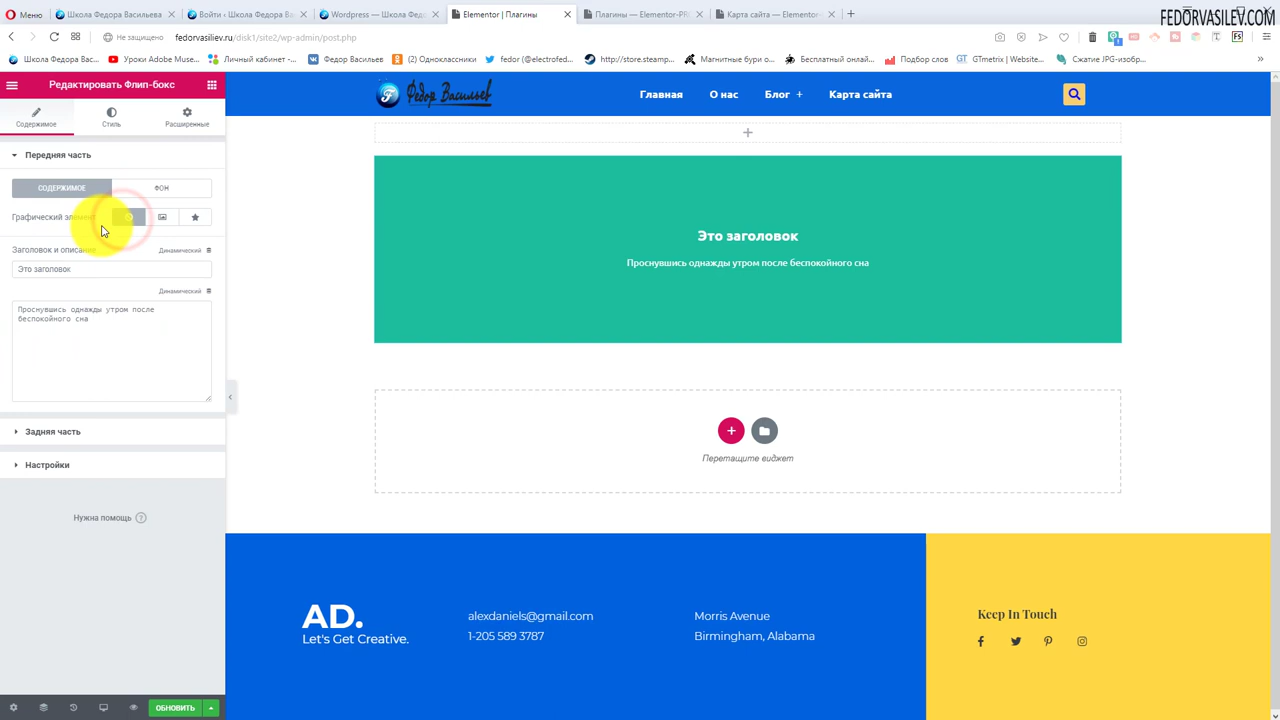 Школа Федора Васильева
Войти ‹ Школа Федора Ва
Wordpress — Школа Федо
Elementor | Плагины
Плагины — Elementor-PRO
Карта сайта — Elementor-
FEDORVASILEV.COM
Не защищено
fedorvasiliev.ru/disk1/site2/wp-admin/post.php
Школа Федора Вас...
Уроки Adobe Muse...
Личный кабинет -...
Федор Васильев
(2) Одноклассники
fedor (@electrofed...
http://store.steamp...
Магнитные бури о...
Бесплатный онлай...
Подбор слов
GTmetrix | Website...
Сжатие JPG-изобра...
Редактировать Флип-бокс
Федор Васильев
Главная
О нас
Блог +
Карта сайта
Содержимое
Стиль
Расширенные
Передняя часть
СОДЕРЖИМОЕ
ФОН
Графический элемент
Заголовок и описание
Динамический
Это заголовок
Динамический
Проснувшись однажды утром после
беспокойного сна
Задняя часть
Настройки
Нужна помощь
ОБНОВИТЬ
Это заголовок
Проснувшись однажды утром после беспокойного сна
Перетащите виджет
AD.
Let's Get Creative.
alexdaniels@gmail.com
1-205 589 3787
Morris Avenue
Birmingham, Alabama
Keep In Touch